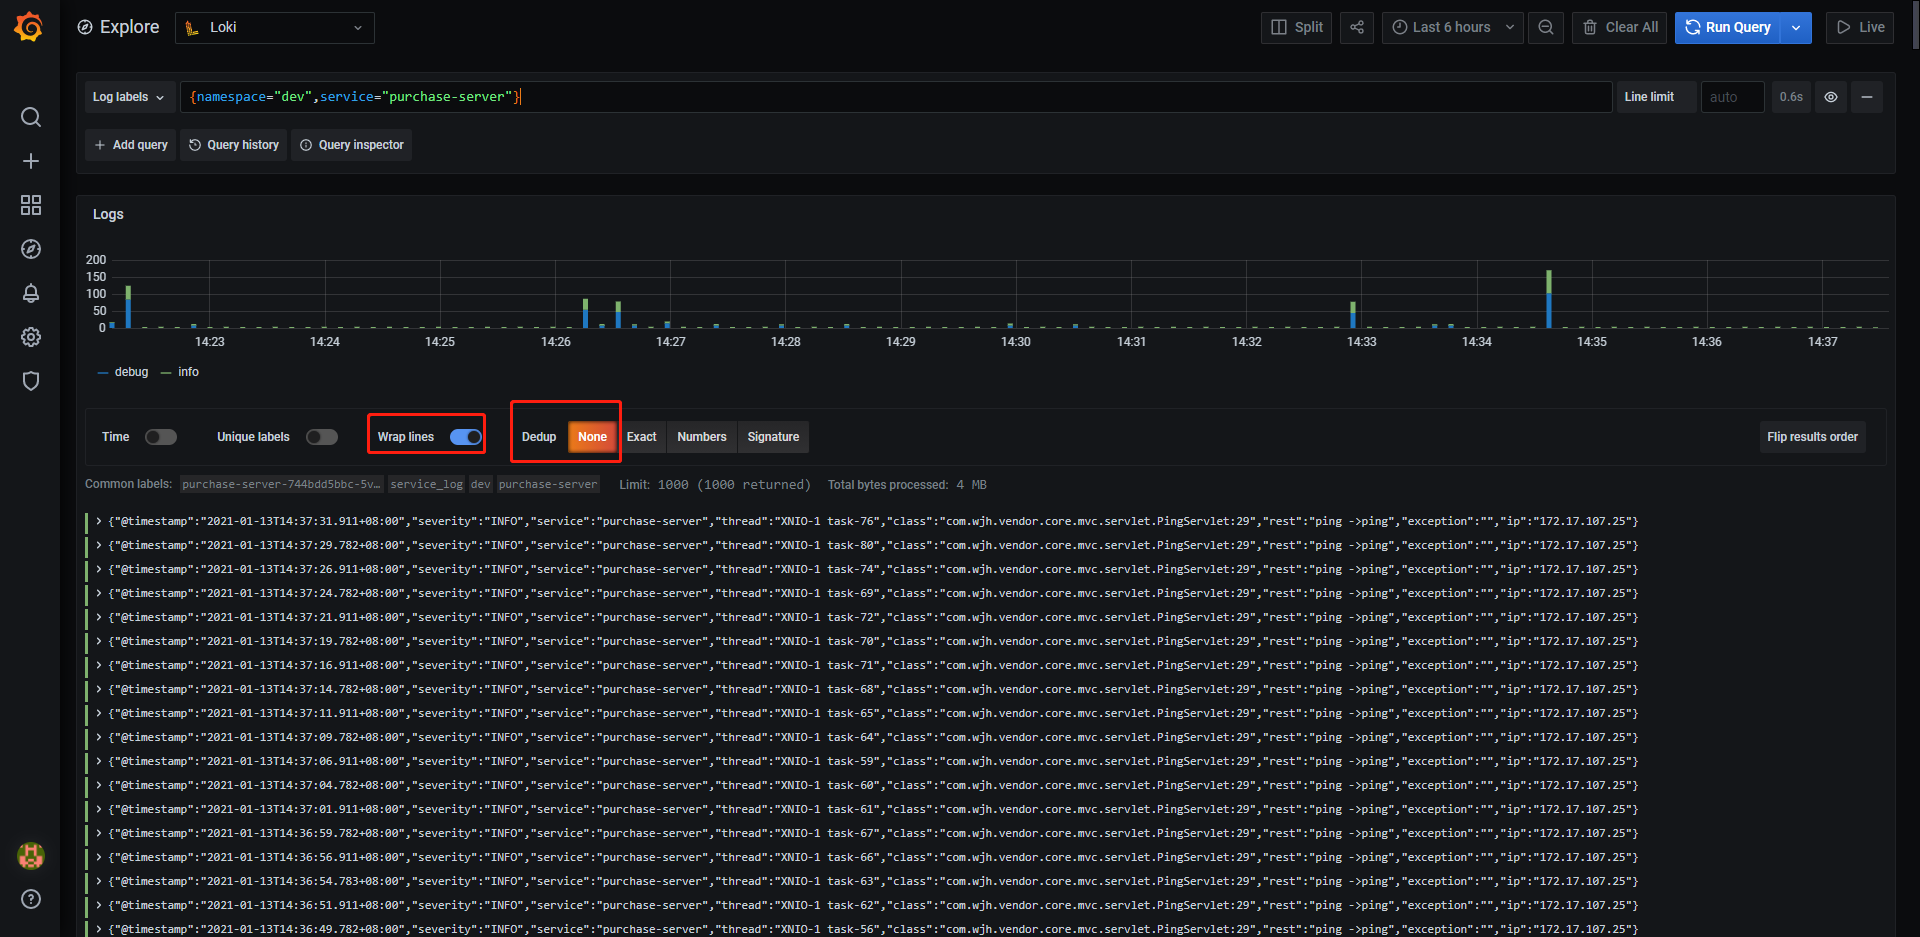 Explore Loki Split Last 6 hours Clear All Run Query Live
Log labels {namespace="dev",service="purchase-server"} Line limit auto 0.6s
Add query Query history Query inspector
Logs
200
150
100
50
0
14:23 14:24 14:25 14:26 14:27 14:28 14:29 14:30 14:31 14:32 14:33 14:34 14:35 14:36 14:37
debug info
Time Unique labels Wrap lines Dedup None Exact Numbers Signature Flip results order
Common labels: purchase-server-744bdd5bbc-5v… service_log dev purchase-server Limit: 1000 (1000 returned) Total bytes processed: 4 MB
{"@timestamp":"2021-01-13T14:37:31.911+08:00","severity":"INFO","service":"purchase-server","thread":"XNIO-1 task-76","class":"com.wjh.vendor.core.mvc.servlet.PingServlet:29","rest":"ping ->ping","exception":"","ip":"172.17.107.25"}
{"@timestamp":"2021-01-13T14:37:29.782+08:00","severity":"INFO","service":"purchase-server","thread":"XNIO-1 task-80","class":"com.wjh.vendor.core.mvc.servlet.PingServlet:29","rest":"ping ->ping","exception":"","ip":"172.17.107.25"}
{"@timestamp":"2021-01-13T14:37:26.911+08:00","severity":"INFO","service":"purchase-server","thread":"XNIO-1 task-74","class":"com.wjh.vendor.core.mvc.servlet.PingServlet:29","rest":"ping ->ping","exception":"","ip":"172.17.107.25"}
{"@timestamp":"2021-01-13T14:37:24.782+08:00","severity":"INFO","service":"purchase-server","thread":"XNIO-1 task-69","class":"com.wjh.vendor.core.mvc.servlet.PingServlet:29","rest":"ping ->ping","exception":"","ip":"172.17.107.25"}
{"@timestamp":"2021-01-13T14:37:21.911+08:00","severity":"INFO","service":"purchase-server","thread":"XNIO-1 task-72","class":"com.wjh.vendor.core.mvc.servlet.PingServlet:29","rest":"ping ->ping","exception":"","ip":"172.17.107.25"}
{"@timestamp":"2021-01-13T14:37:19.782+08:00","severity":"INFO","service":"purchase-server","thread":"XNIO-1 task-70","class":"com.wjh.vendor.core.mvc.servlet.PingServlet:29","rest":"ping ->ping","exception":"","ip":"172.17.107.25"}
{"@timestamp":"2021-01-13T14:37:16.911+08:00","severity":"INFO","service":"purchase-server","thread":"XNIO-1 task-71","class":"com.wjh.vendor.core.mvc.servlet.PingServlet:29","rest":"ping ->ping","exception":"","ip":"172.17.107.25"}
{"@timestamp":"2021-01-13T14:37:14.782+08:00","severity":"INFO","service":"purchase-server","thread":"XNIO-1 task-68","class":"com.wjh.vendor.core.mvc.servlet.PingServlet:29","rest":"ping ->ping","exception":"","ip":"172.17.107.25"}
{"@timestamp":"2021-01-13T14:37:11.911+08:00","severity":"INFO","service":"purchase-server","thread":"XNIO-1 task-65","class":"com.wjh.vendor.core.mvc.servlet.PingServlet:29","rest":"ping ->ping","exception":"","ip":"172.17.107.25"}
{"@timestamp":"2021-01-13T14:37:09.782+08:00","severity":"INFO","service":"purchase-server","thread":"XNIO-1 task-64","class":"com.wjh.vendor.core.mvc.servlet.PingServlet:29","rest":"ping ->ping","exception":"","ip":"172.17.107.25"}
{"@timestamp":"2021-01-13T14:37:06.911+08:00","severity":"INFO","service":"purchase-server","thread":"XNIO-1 task-59","class":"com.wjh.vendor.core.mvc.servlet.PingServlet:29","rest":"ping ->ping","exception":"","ip":"172.17.107.25"}
{"@timestamp":"2021-01-13T14:37:04.782+08:00","severity":"INFO","service":"purchase-server","thread":"XNIO-1 task-60","class":"com.wjh.vendor.core.mvc.servlet.PingServlet:29","rest":"ping ->ping","exception":"","ip":"172.17.107.25"}
{"@timestamp":"2021-01-13T14:37:01.911+08:00","severity":"INFO","service":"purchase-server","thread":"XNIO-1 task-61","class":"com.wjh.vendor.core.mvc.servlet.PingServlet:29","rest":"ping ->ping","exception":"","ip":"172.17.107.25"}
{"@timestamp":"2021-01-13T14:36:59.782+08:00","severity":"INFO","service":"purchase-server","thread":"XNIO-1 task-67","class":"com.wjh.vendor.core.mvc.servlet.PingServlet:29","rest":"ping ->ping","exception":"","ip":"172.17.107.25"}
{"@timestamp":"2021-01-13T14:36:56.911+08:00","severity":"INFO","service":"purchase-server","thread":"XNIO-1 task-66","class":"com.wjh.vendor.core.mvc.servlet.PingServlet:29","rest":"ping ->ping","exception":"","ip":"172.17.107.25"}
{"@timestamp":"2021-01-13T14:36:54.783+08:00","severity":"INFO","service":"purchase-server","thread":"XNIO-1 task-63","class":"com.wjh.vendor.core.mvc.servlet.PingServlet:29","rest":"ping ->ping","exception":"","ip":"172.17.107.25"}
{"@timestamp":"2021-01-13T14:36:51.911+08:00","severity":"INFO","service":"purchase-server","thread":"XNIO-1 task-62","class":"com.wjh.vendor.core.mvc.servlet.PingServlet:29","rest":"ping ->ping","exception":"","ip":"172.17.107.25"}
{"@timestamp":"2021-01-13T14:36:49.782+08:00","severity":"INFO","service":"purchase-server","thread":"XNIO-1 task-56","class":"com.wjh.vendor.core.mvc.servlet.PingServlet:29","rest":"ping ->ping","exception":"","ip":"172.17.107.25"}